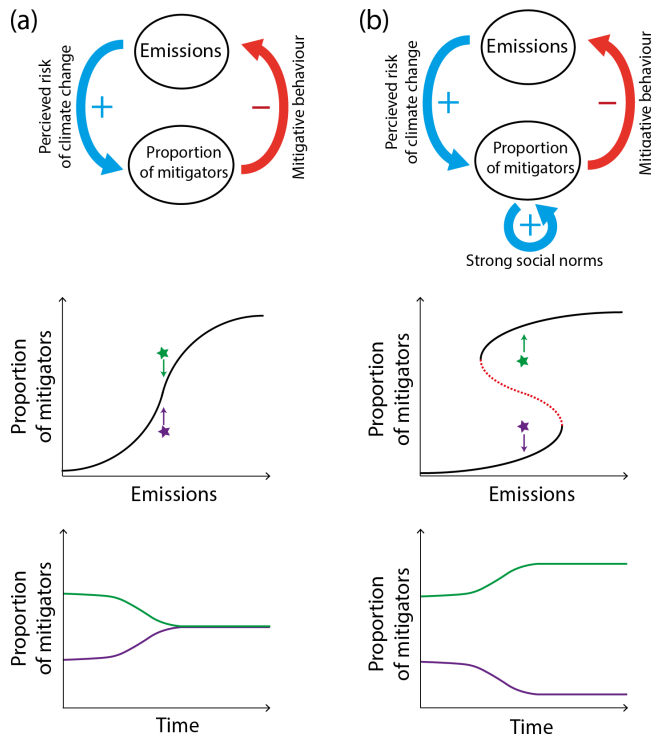 (a)
Emissions
Percieved risk
of climate change
+
−
Mitigative behaviour
Proportion
of mitigators
(b)
Emissions
Percieved risk
of climate change
+
−
Mitigative behaviour
Proportion
of mitigators
+
Strong social norms
Proportion
of mitigators
Emissions
Proportion
of mitigators
Emissions
Proportion
of mitigators
Time
Proportion
of mitigators
Time